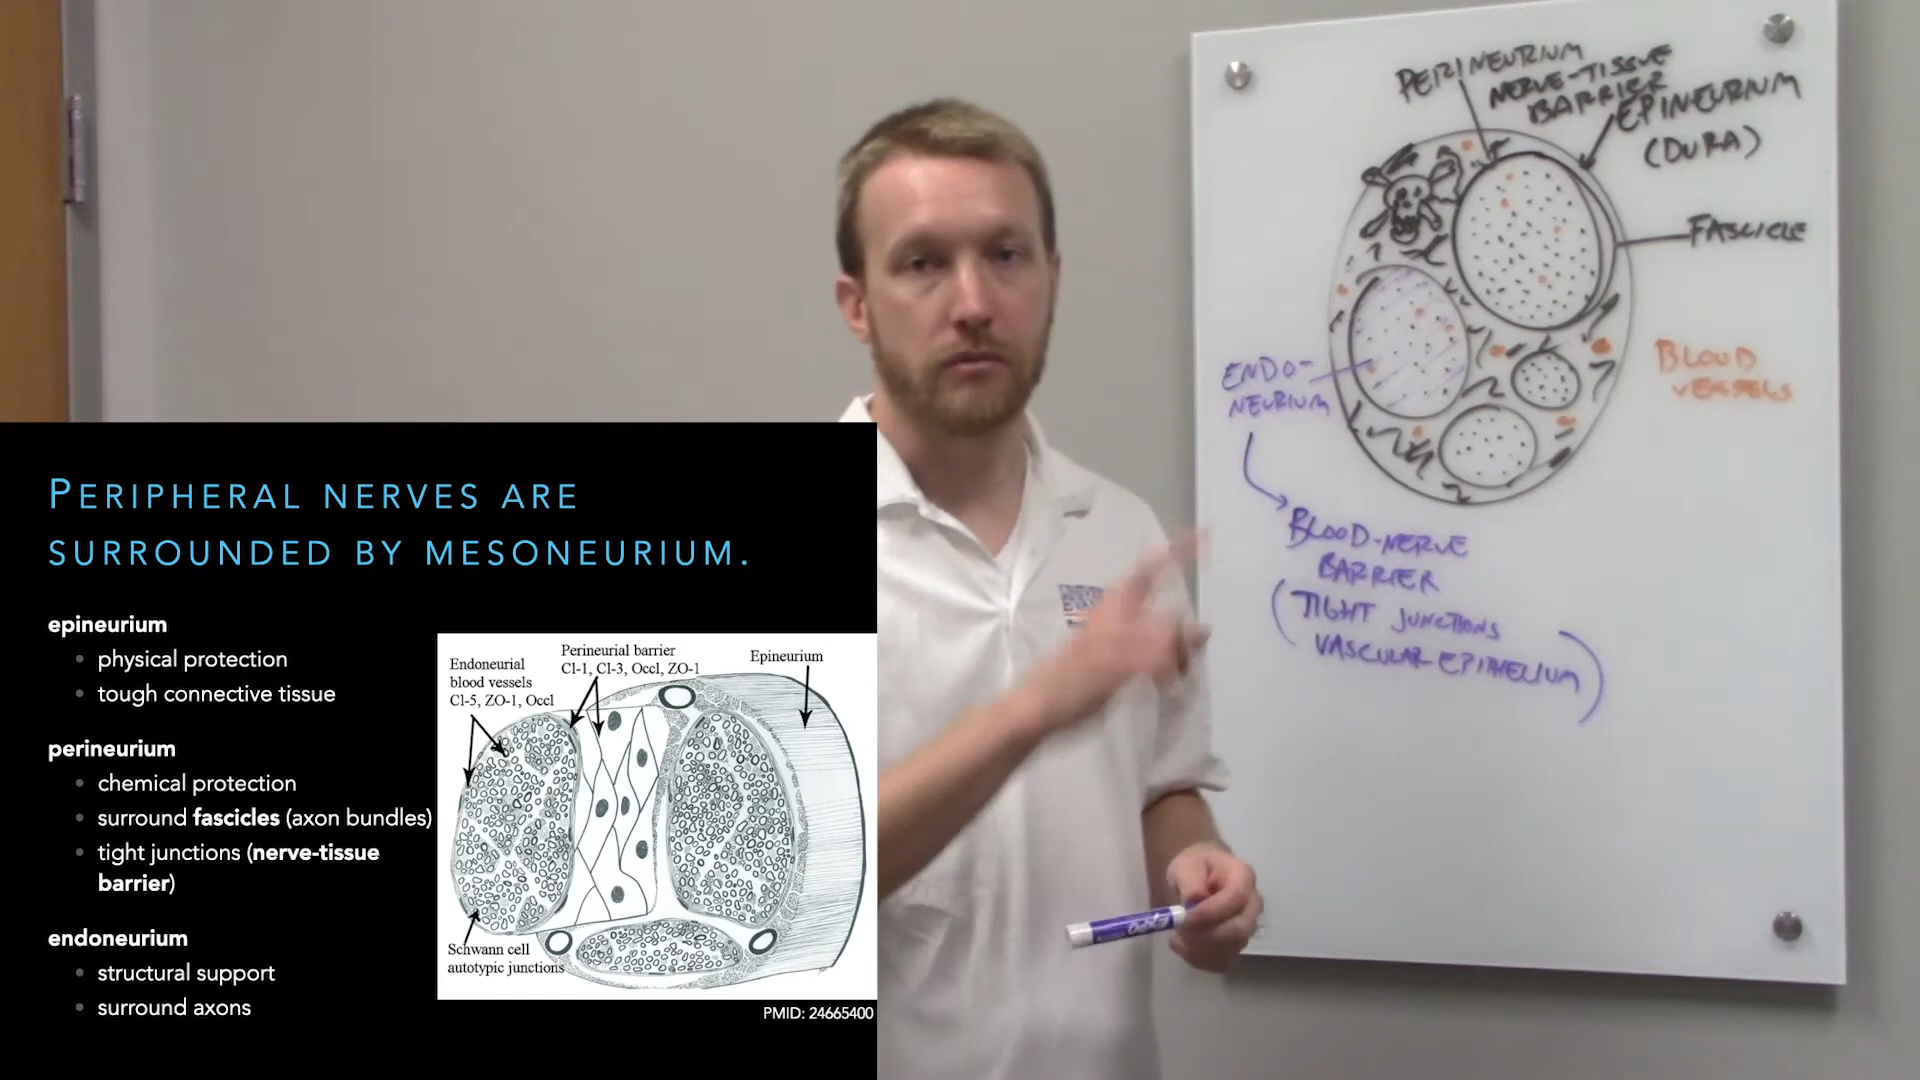 PERIPHERAL NERVES ARE
SURROUNDED BY MESONEURIUM.
epineurium
• physical protection
• tough connective tissue
perineurium
• chemical protection
• surround fascicles (axon bundles)
• tight junctions (nerve-tissue
barrier)
endoneurium
• structural support
• surround axons
Endoneurial
blood vessels
Cl-5, ZO-1, Occl
Perineurial barrier
Cl-1, Cl-3, Occl, ZO-1
Epineurium
Schwann cell
autotypic junctions
PMID: 24665400
PERINEURIUM
NERVE-TISSUE
BARRIER
EPINEURIUM
(DURA)
FASCICLE
BLOOD
VESSELS
ENDO-
NEURIUM
BLOOD-NERVE
BARRIER
(TIGHT JUNCTIONS
VASCULAR EPITHELIUM)
EXPO